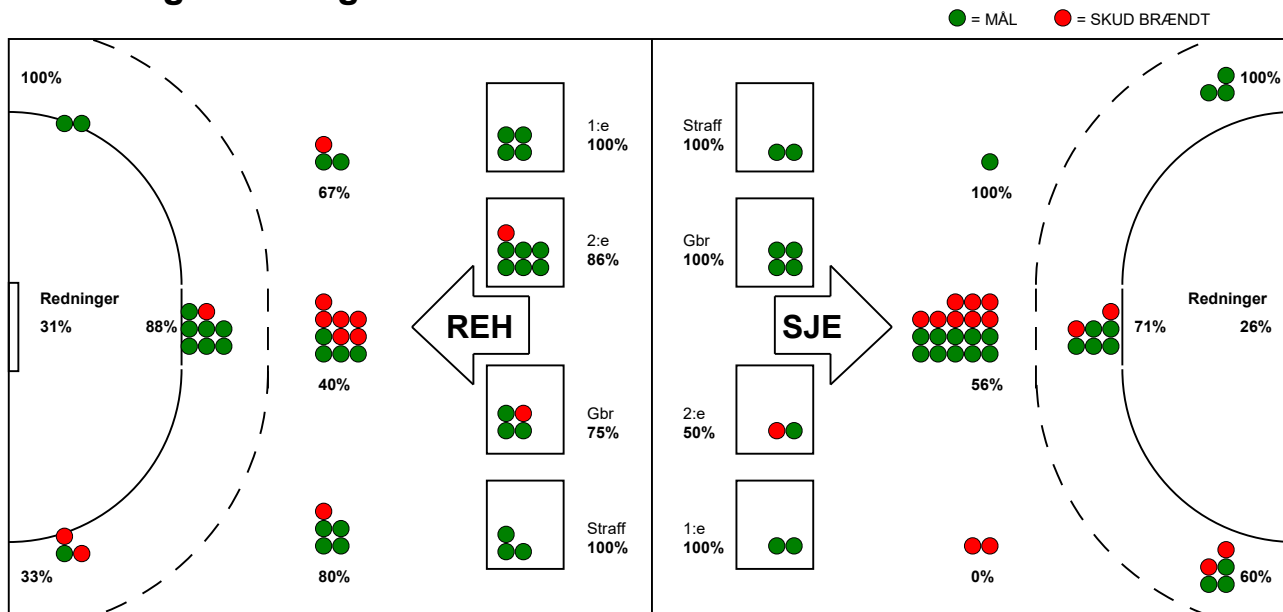 = MÅL = SKUD BRÆNDT
100%
1:e
100%
Straff
100%
100%
67%
100%
2:e
86%
Gbr
100%
Redninger
31%
88%
REH
SJE
71%
Redninger
26%
40%
56%
Gbr
75%
2:e
50%
Straff
100%
1:e
100%
33%
80%
0%
60%